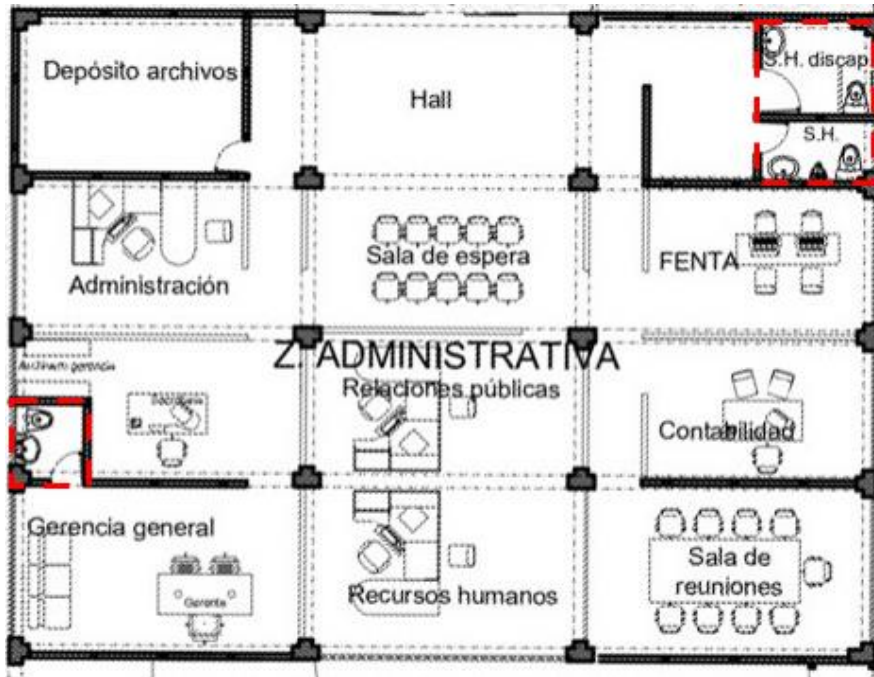 Depósito archivos
Hall
S.H. discap
S.H.
Administración
Sala de espera
FENTA
Z. ADMINISTRATIVA
Relaciones públicas
Contabilidad
Gerencia general
Gerente
Recursos humanos
Sala de
reuniones